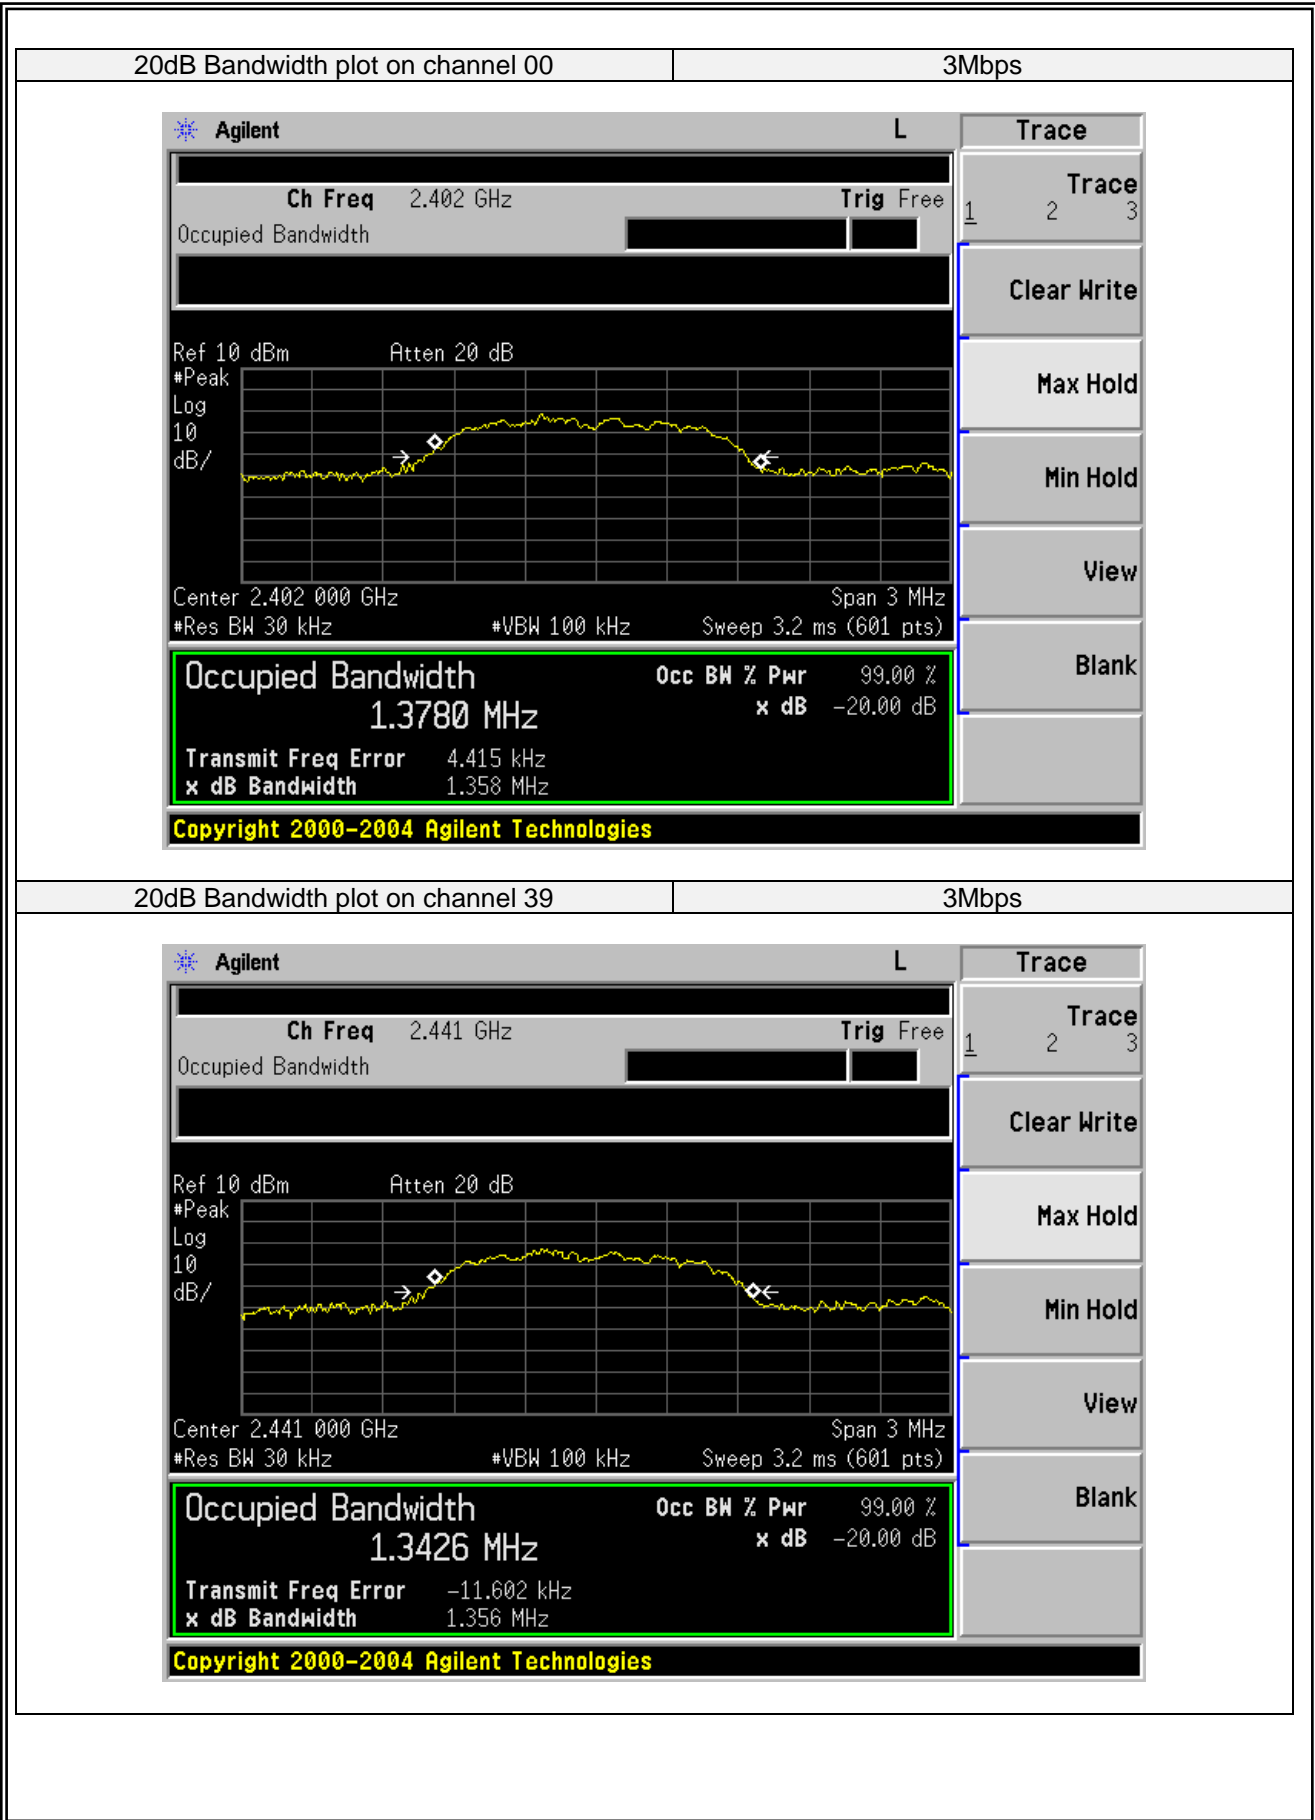 20dB Bandwidth plot on channel 00 3Mbps
Agilent L Trace
Ch Freq 2.402 GHz Trig Free
Occupied Bandwidth
Trace
1 2 3
Clear Write
Max Hold
Min Hold
View
Blank
Ref 10 dBm Atten 20 dB
#Peak
Log
10
dB/
Center 2.402 000 GHz Span 3 MHz
#Res BW 30 kHz #VBW 100 kHz Sweep 3.2 ms (601 pts)
Occupied Bandwidth Occ BW % Pwr 99.00 %
1.3780 MHz x dB -20.00 dB
Transmit Freq Error 4.415 kHz
x dB Bandwidth 1.358 MHz
Copyright 2000-2004 Agilent Technologies
20dB Bandwidth plot on channel 39 3Mbps
Agilent L Trace
Ch Freq 2.441 GHz Trig Free
Occupied Bandwidth
Trace
1 2 3
Clear Write
Max Hold
Min Hold
View
Blank
Ref 10 dBm Atten 20 dB
#Peak
Log
10
dB/
Center 2.441 000 GHz Span 3 MHz
#Res BW 30 kHz #VBW 100 kHz Sweep 3.2 ms (601 pts)
Occupied Bandwidth Occ BW % Pwr 99.00 %
1.3426 MHz x dB -20.00 dB
Transmit Freq Error -11.602 kHz
x dB Bandwidth 1.356 MHz
Copyright 2000-2004 Agilent Technologies